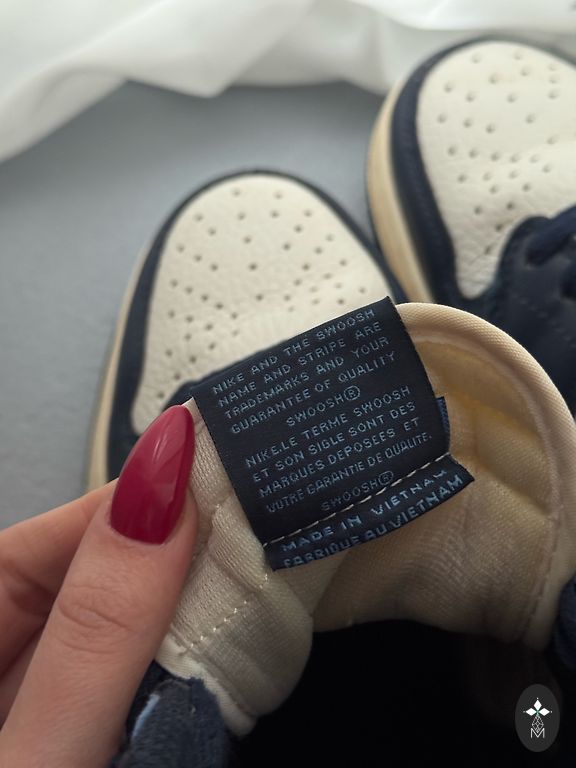 NIKE AND THE SWOOSH
NAME AND STRIPE ARE
TRADEMARKS AND YOUR
GUARANTEE OF QUALITY
SWOOSH®
NIKE.LE TERME SWOOSH
ET SON SIGLE SONT DES
MARQUES DEPOSEES ET
VOTRE GARANTIE DE QUALITE.
SWOOSH®
MADE IN VIETNAM
FABRIQUE AU VIETNAM
M